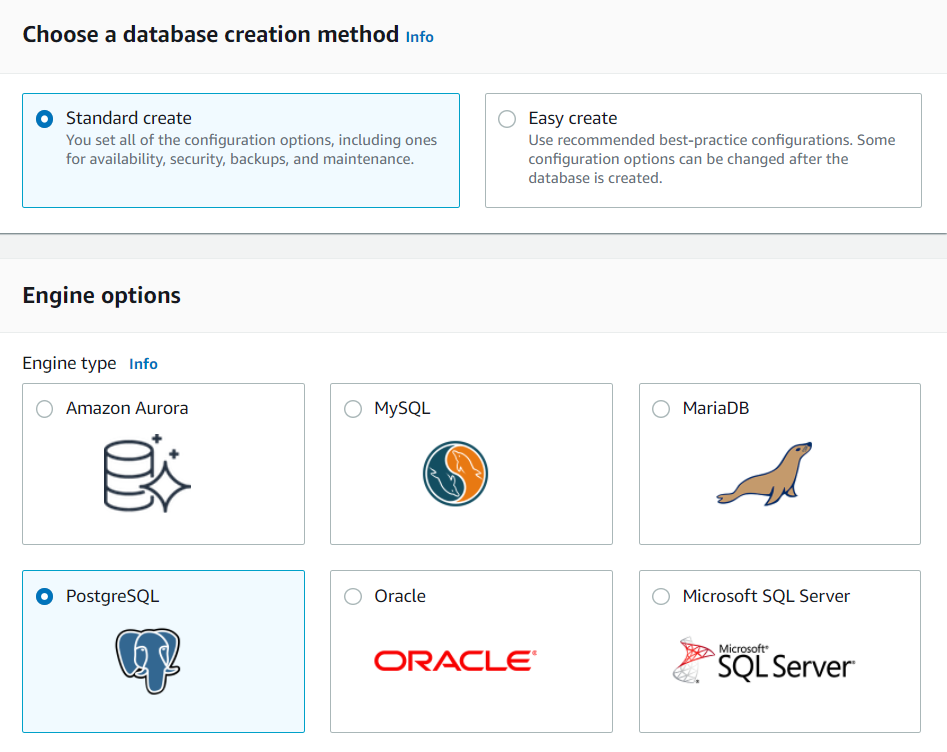 Choose a database creation method Info
Standard create
You set all of the configuration options, including ones
for availability, security, backups, and maintenance.
Easy create
Use recommended best-practice configurations. Some
configuration options can be changed after the
database is created.
Engine options
Engine type Info
Amazon Aurora
MySQL
MariaDB
PostgreSQL
Oracle
ORACLE®
Microsoft SQL Server
Microsoft®
SQL Server®